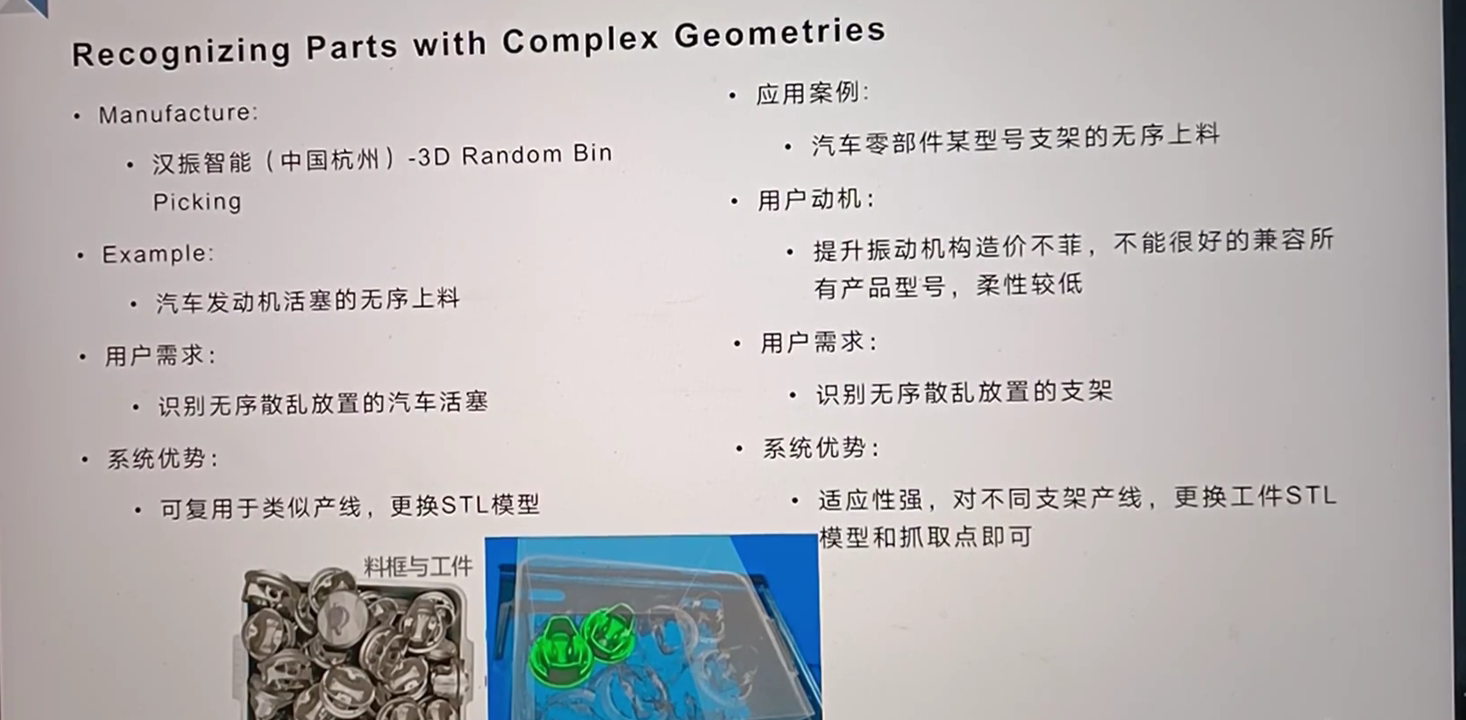 Recognizing Parts with Complex Geometries
• Manufacture:
• 汉振智能（中国杭州）-3D Random Bin
Picking
• Example:
• 汽车发动机活塞的无序上料
• 用户需求：
• 识别无序散乱放置的汽车活塞
• 系统优势：
• 可复用于类似产线，更换STL模型
料框与工件
• 应用案例：
• 汽车零部件某型号支架的无序上料
• 用户动机：
• 提升振动机构造价不菲，不能很好的兼容所
有产品型号，柔性较低
• 用户需求：
• 识别无序散乱放置的支架
• 系统优势：
• 适应性强，对不同支架产线，更换工件STL
模型和抓取点即可